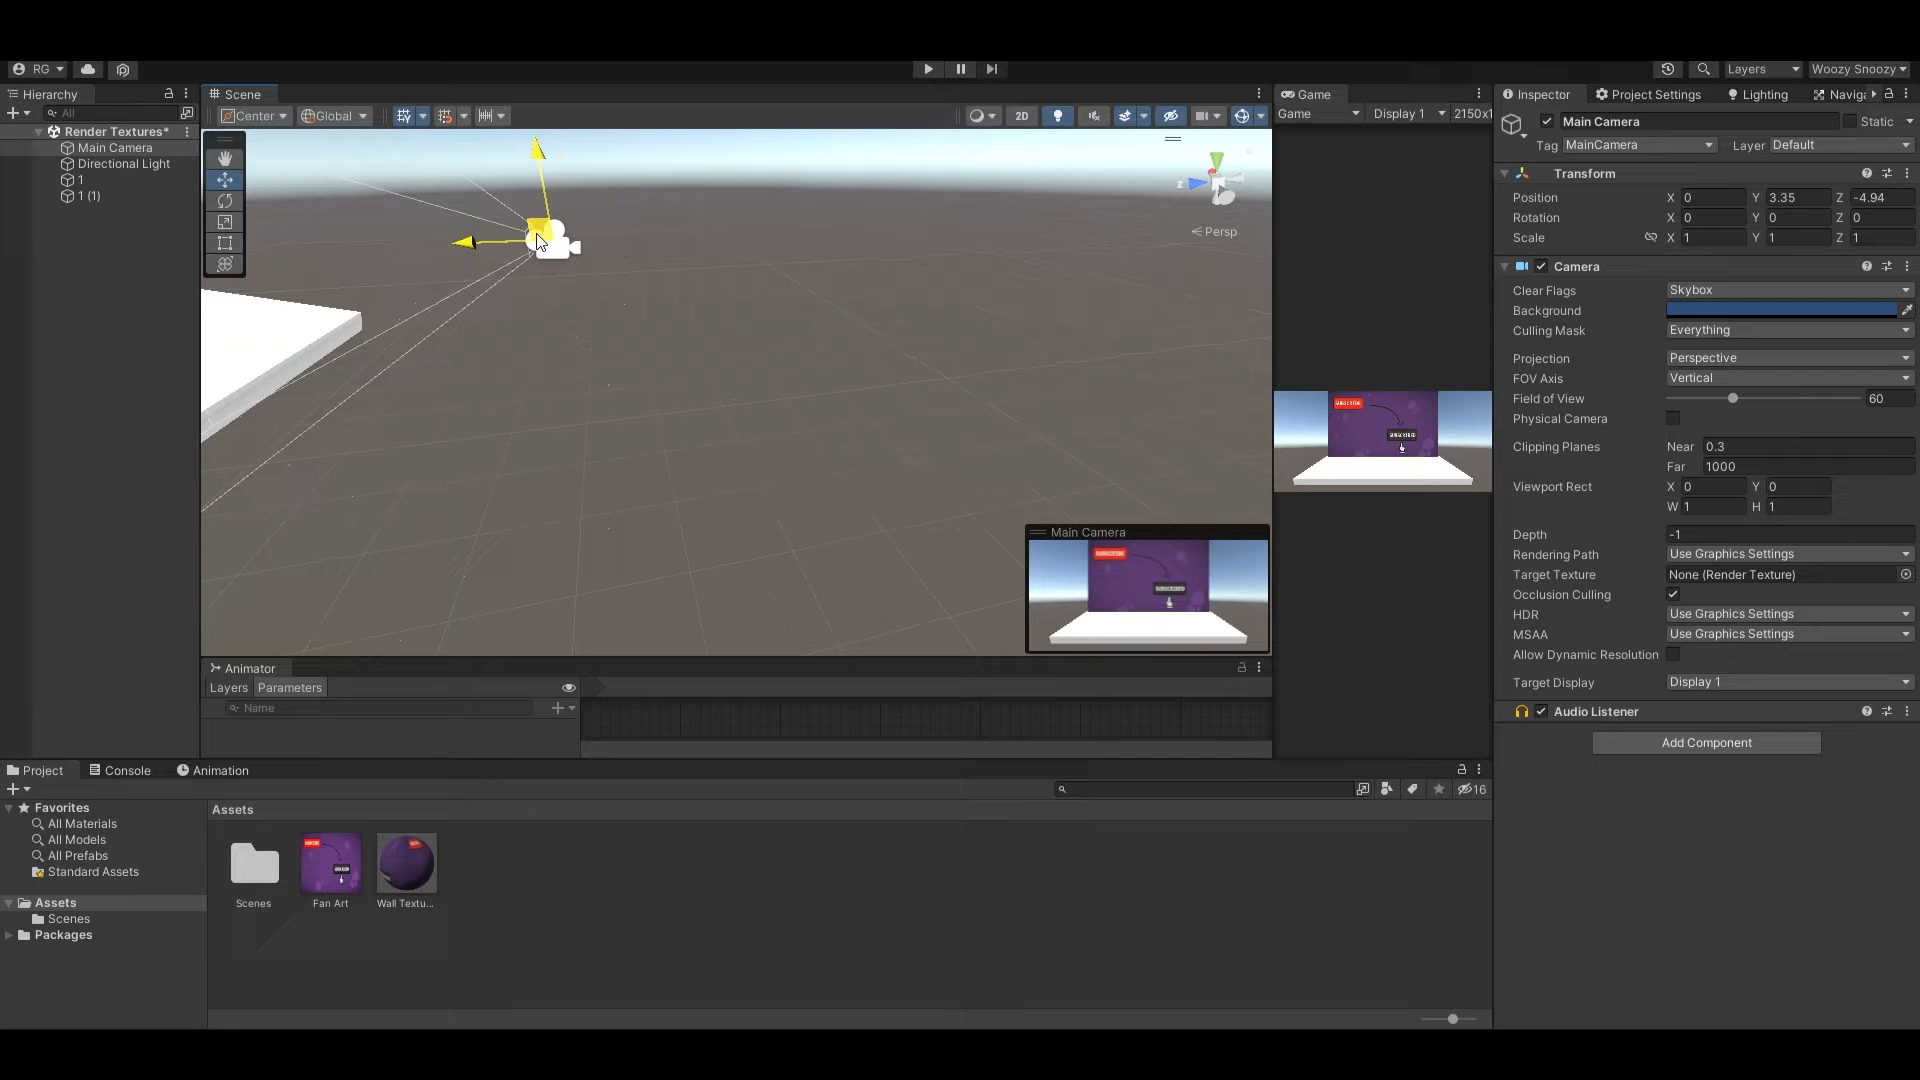 RG
Layers
Woozy Snoozy
Hierarchy
All
Render Textures*
Main Camera
Directional Light
1
1 (1)
Scene
Center
Global
2D
z
Persp
Main Camera
SUBSCRIBE
SUBSCRIBED
Game
Game
Display 1
2150x1
SUBSCRIBE
SUBSCRIBED
Animator
Layers
Parameters
Name
Inspector
Project Settings
Lighting
Naviga
Main Camera
Static
Tag MainCamera Layer Default
Transform
Position X 0 Y 3.35 Z -4.94
Rotation X 0 Y 0 Z 0
Scale X 1 Y 1 Z 1
Camera
Clear Flags Skybox
Background
Culling Mask Everything
Projection Perspective
FOV Axis Vertical
Field of View 60
Physical Camera
Clipping Planes Near 0.3
Far 1000
Viewport Rect X 0 Y 0
W 1 H 1
Depth -1
Rendering Path Use Graphics Settings
Target Texture None (Render Texture)
Occlusion Culling
HDR Use Graphics Settings
MSAA Use Graphics Settings
Allow Dynamic Resolution
Target Display Display 1
Audio Listener
Add Component
Project
Console
Animation
16
Favorites
All Materials
All Models
All Prefabs
Standard Assets
Assets
Scenes
Packages
Assets
Scenes
Fan Art
Wall Textu...